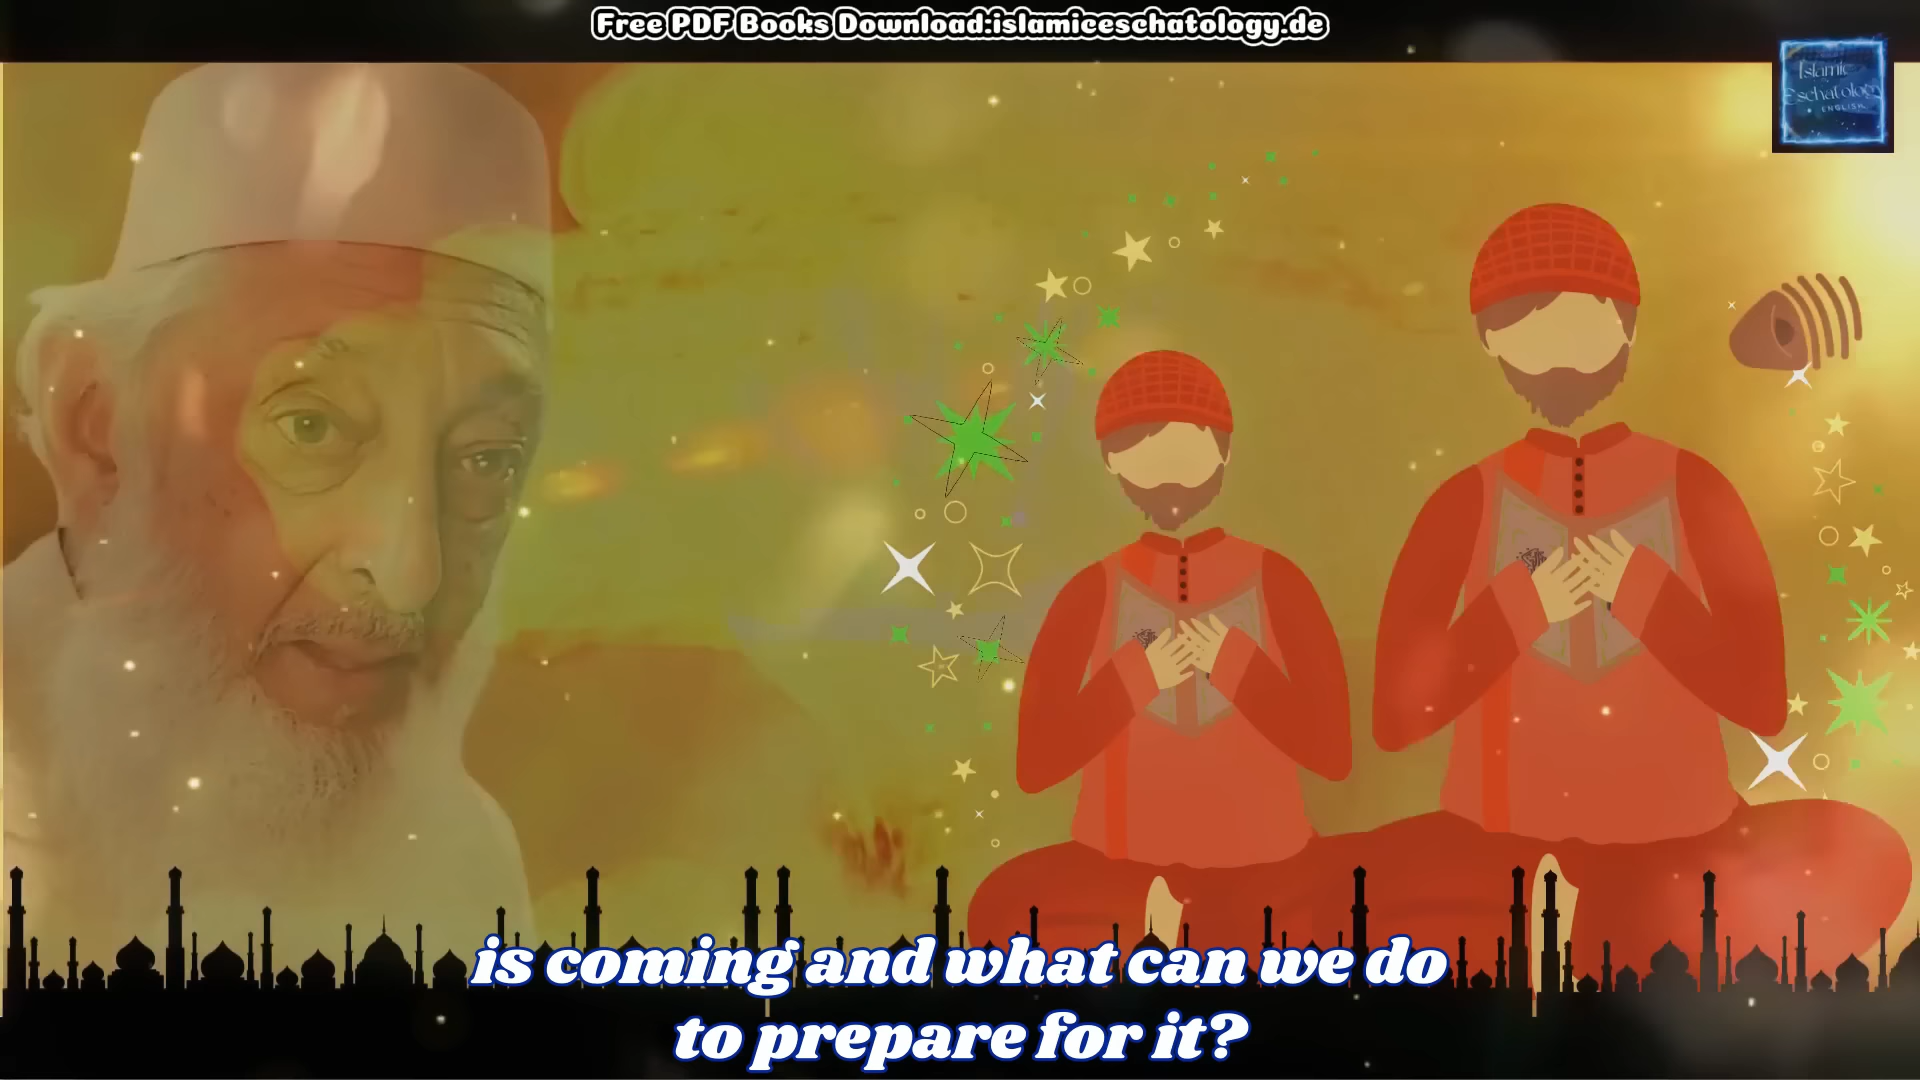 Free PDF Books Download:islamiceschatology.de
Islamic
Eschatology
ENGLISH
is coming and what can we do
to prepare for it?